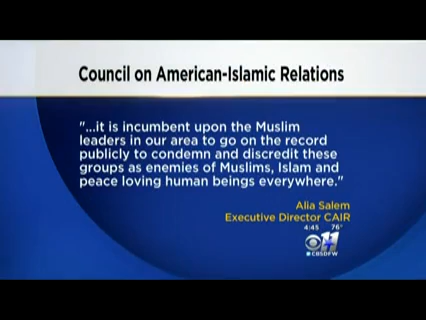 Council on American-Islamic Relations
"...it is incumbent upon the Muslim
leaders in our area to go on the record
publicly to condemn and discredit these
groups as enemies of Muslims, Islam and
peace loving human beings everywhere."
Alia Salem
Executive Director CAIR
4:45 76°
11
CBSDFW